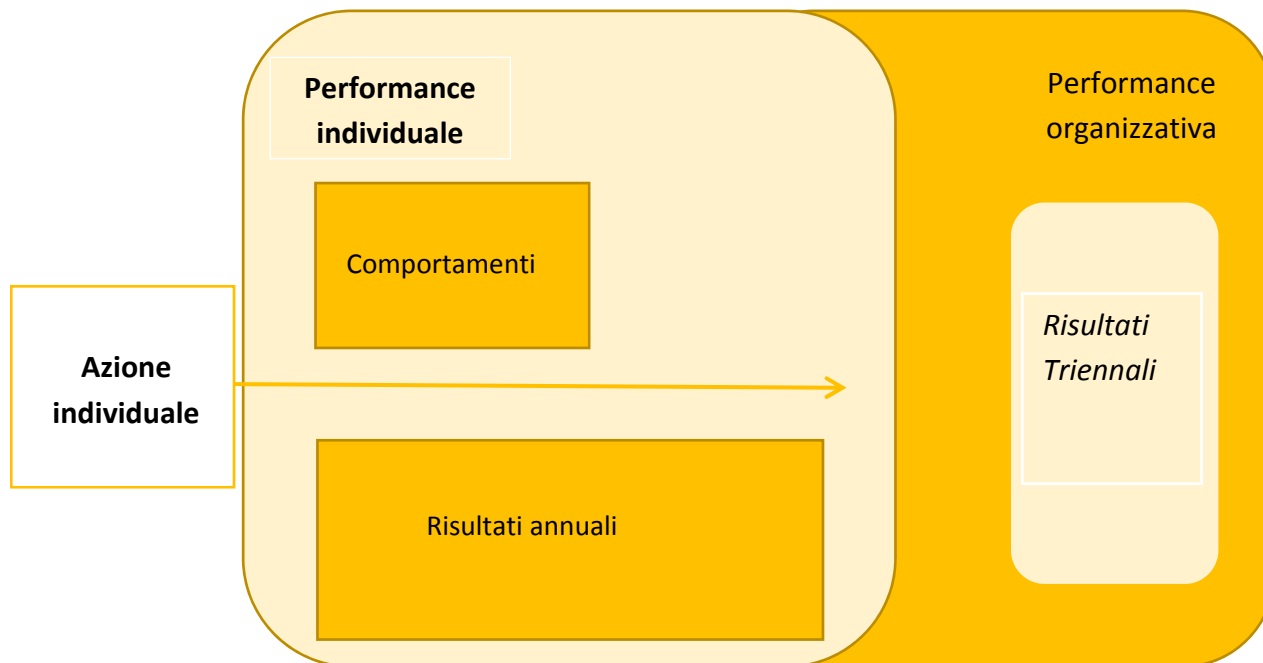 Performance
individuale
Performance
organizzativa
Comportamenti
Risultati
Triennali
Azione
individuale
Risultati annuali